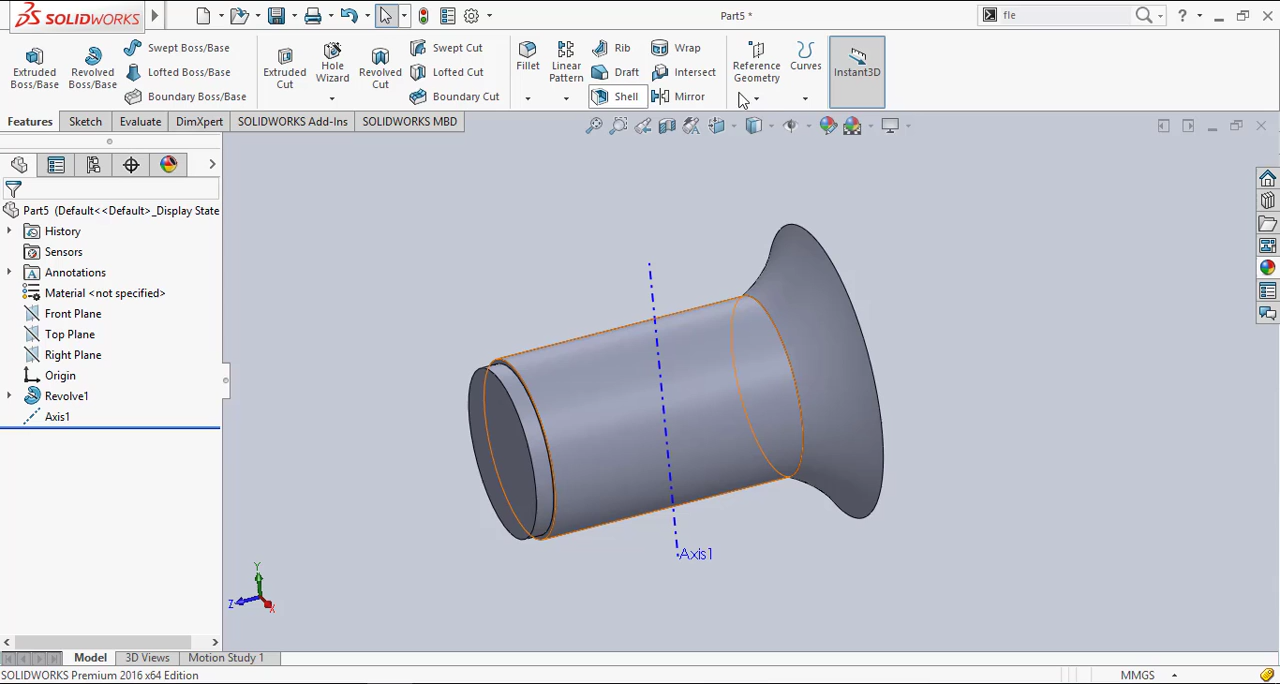 SOLIDWORKS
Part5 *
fle
?
Extruded Boss/Base
Revolved Boss/Base
Swept Boss/Base
Lofted Boss/Base
Boundary Boss/Base
Extruded Cut
Hole Wizard
Revolved Cut
Swept Cut
Lofted Cut
Boundary Cut
Fillet
Linear Pattern
Rib
Draft
Shell
Wrap
Intersect
Mirror
Reference Geometry
Curves
Instant3D
Features
Sketch
Evaluate
DimXpert
SOLIDWORKS Add-Ins
SOLIDWORKS MBD
Part5 (Default<<Default>_Display State
History
Sensors
A
Annotations
Material <not specified>
Front Plane
Top Plane
Right Plane
Origin
Revolve1
Axis1
Axis1
Y
Z
X
Model
3D Views
Motion Study 1
SOLIDWORKS Premium 2016 x64 Edition
MMGS